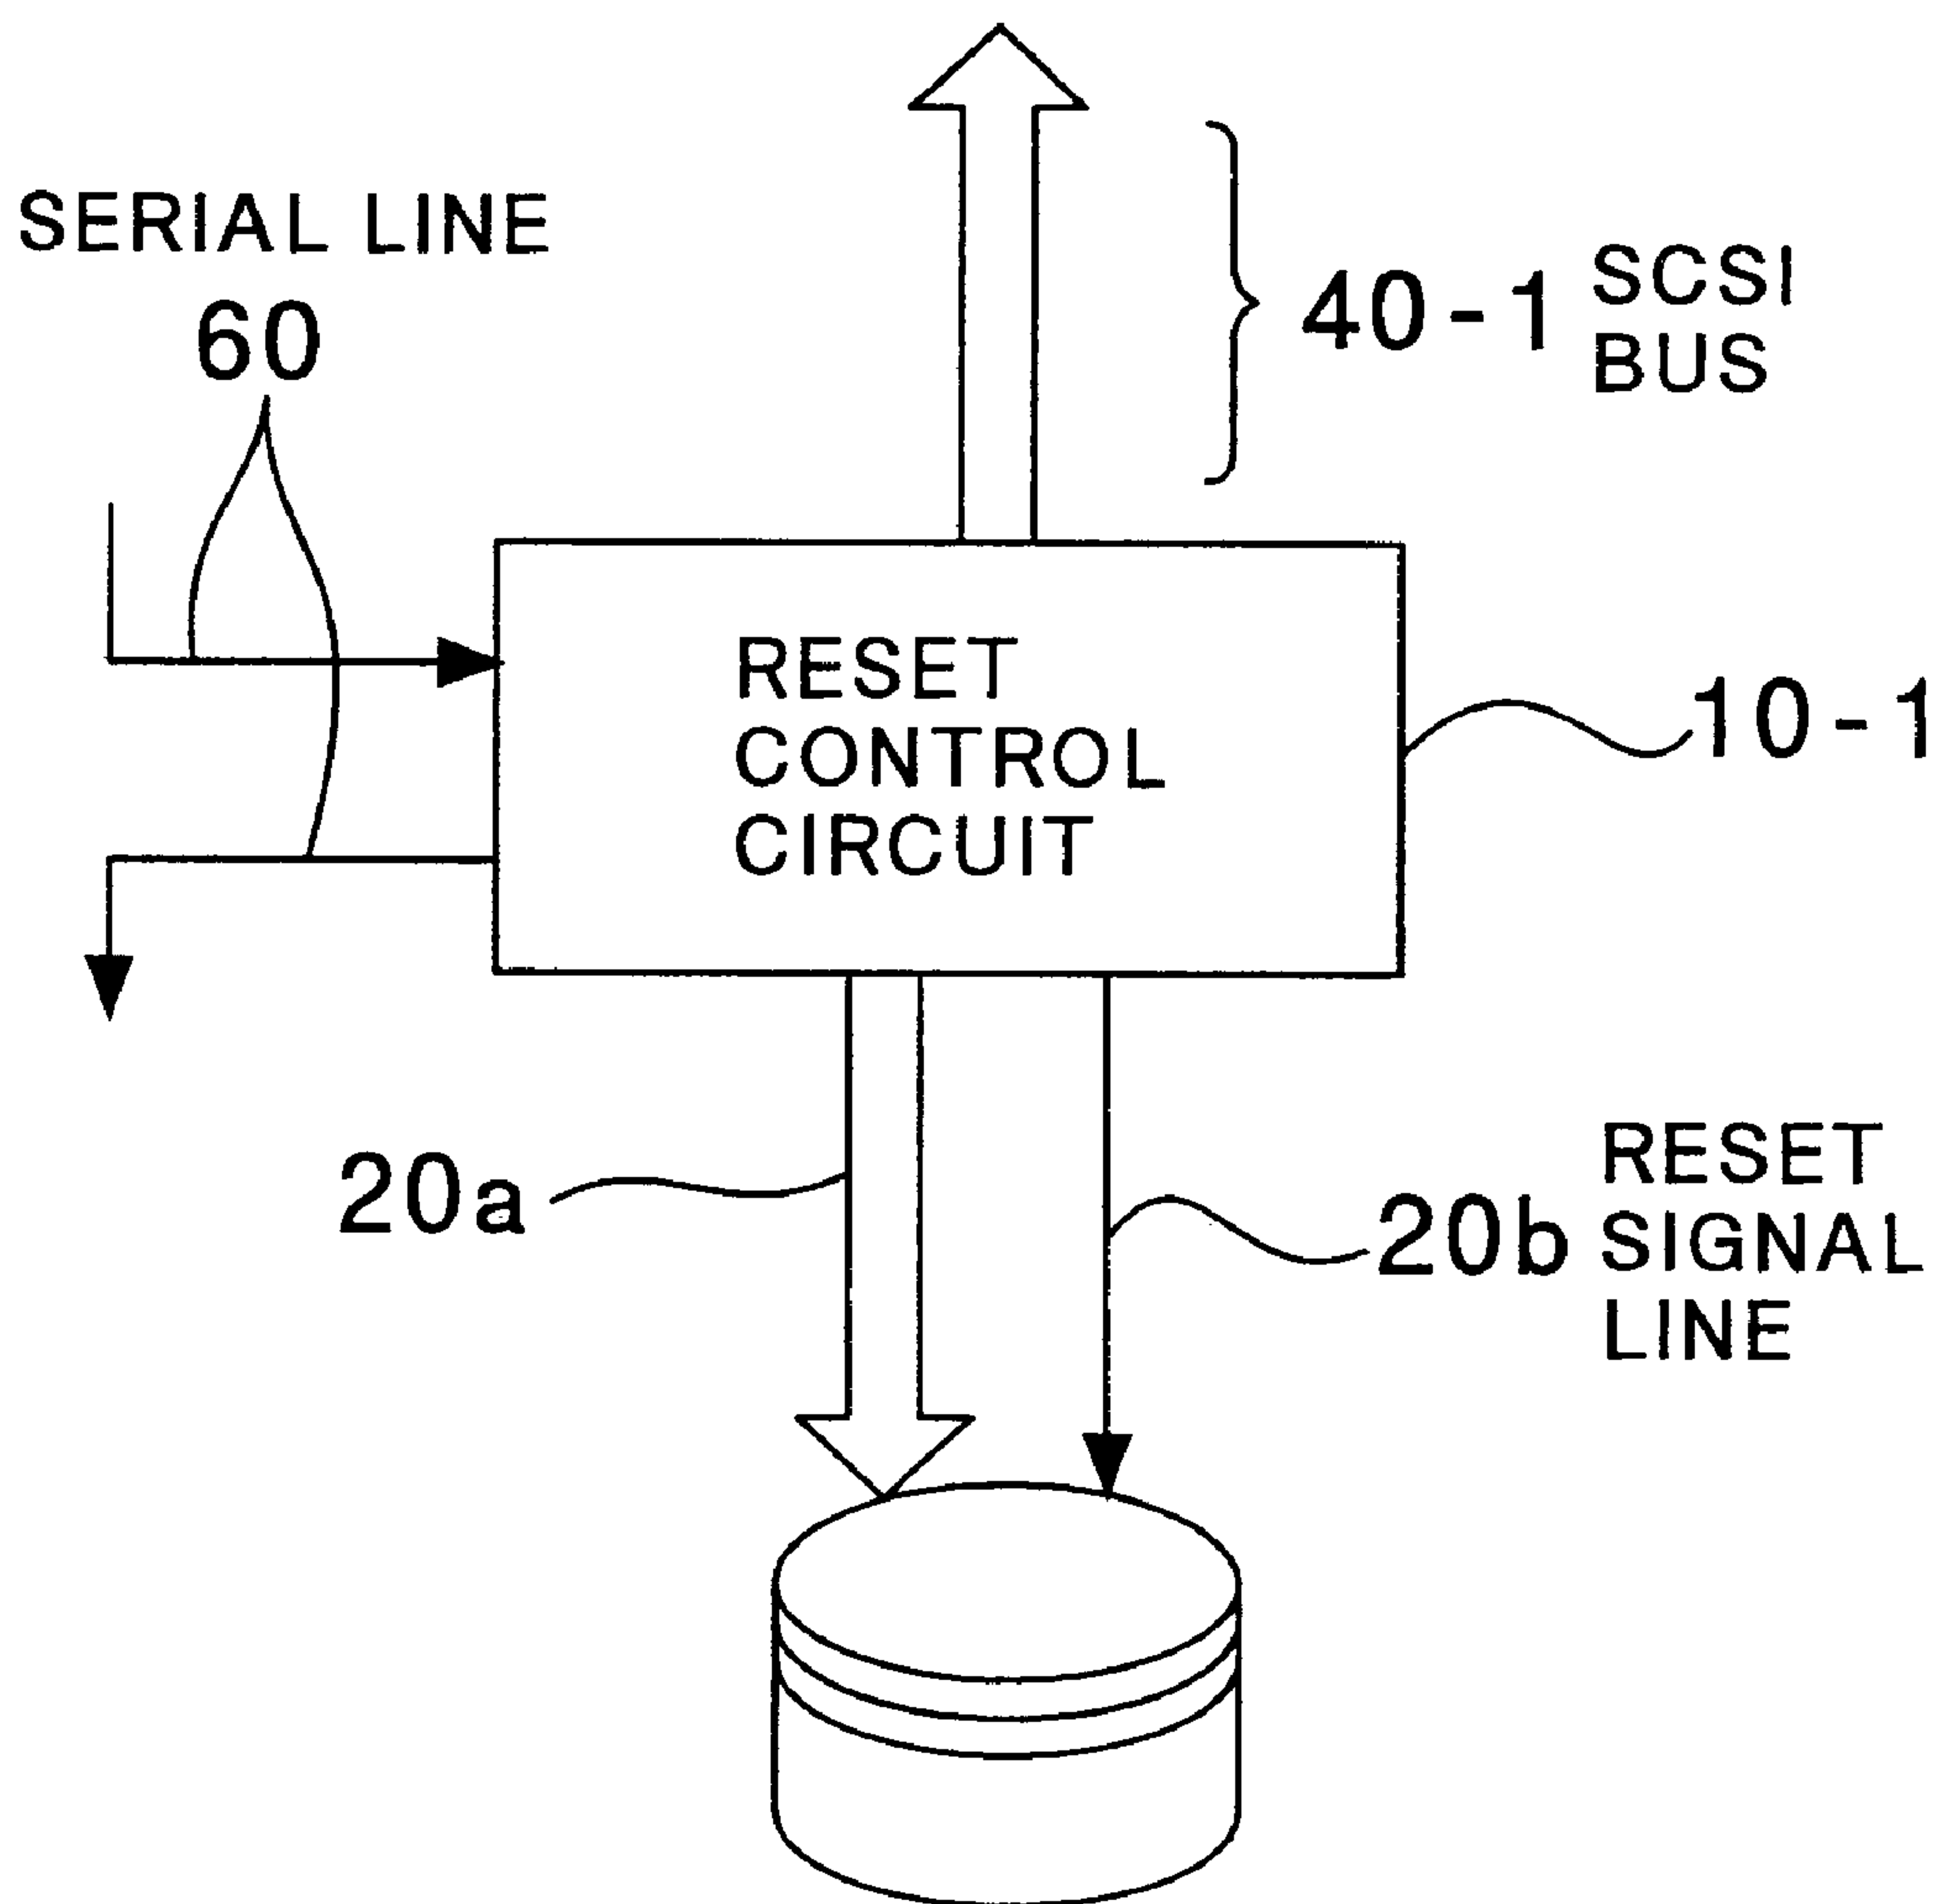 SERIAL LINE
60
40-1 SCSI
BUS
RESET
CONTROL
CIRCUIT
10-1
20a
20b RESET
SIGNAL
LINE